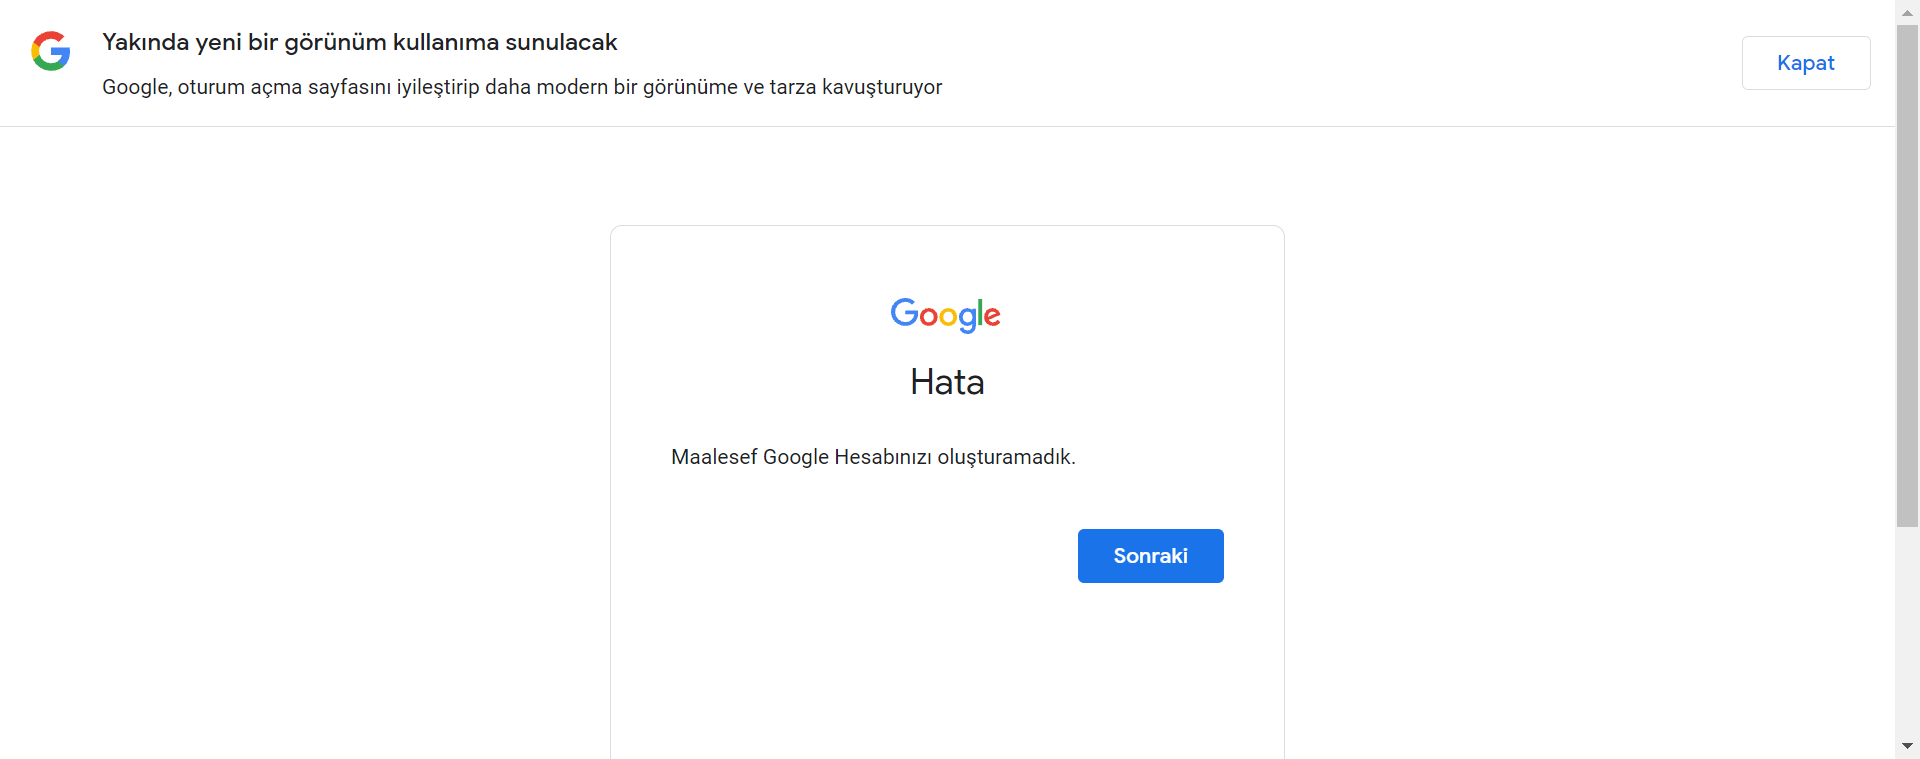 Yakında yeni bir görünüm kullanıma sunulacak
Google, oturum açma sayfasını iyileştirip daha modern bir görünüme ve tarza kavuşturuyor
Kapat
Google
Hata
Maalesef Google Hesabınızı oluşturamadık.
Sonraki